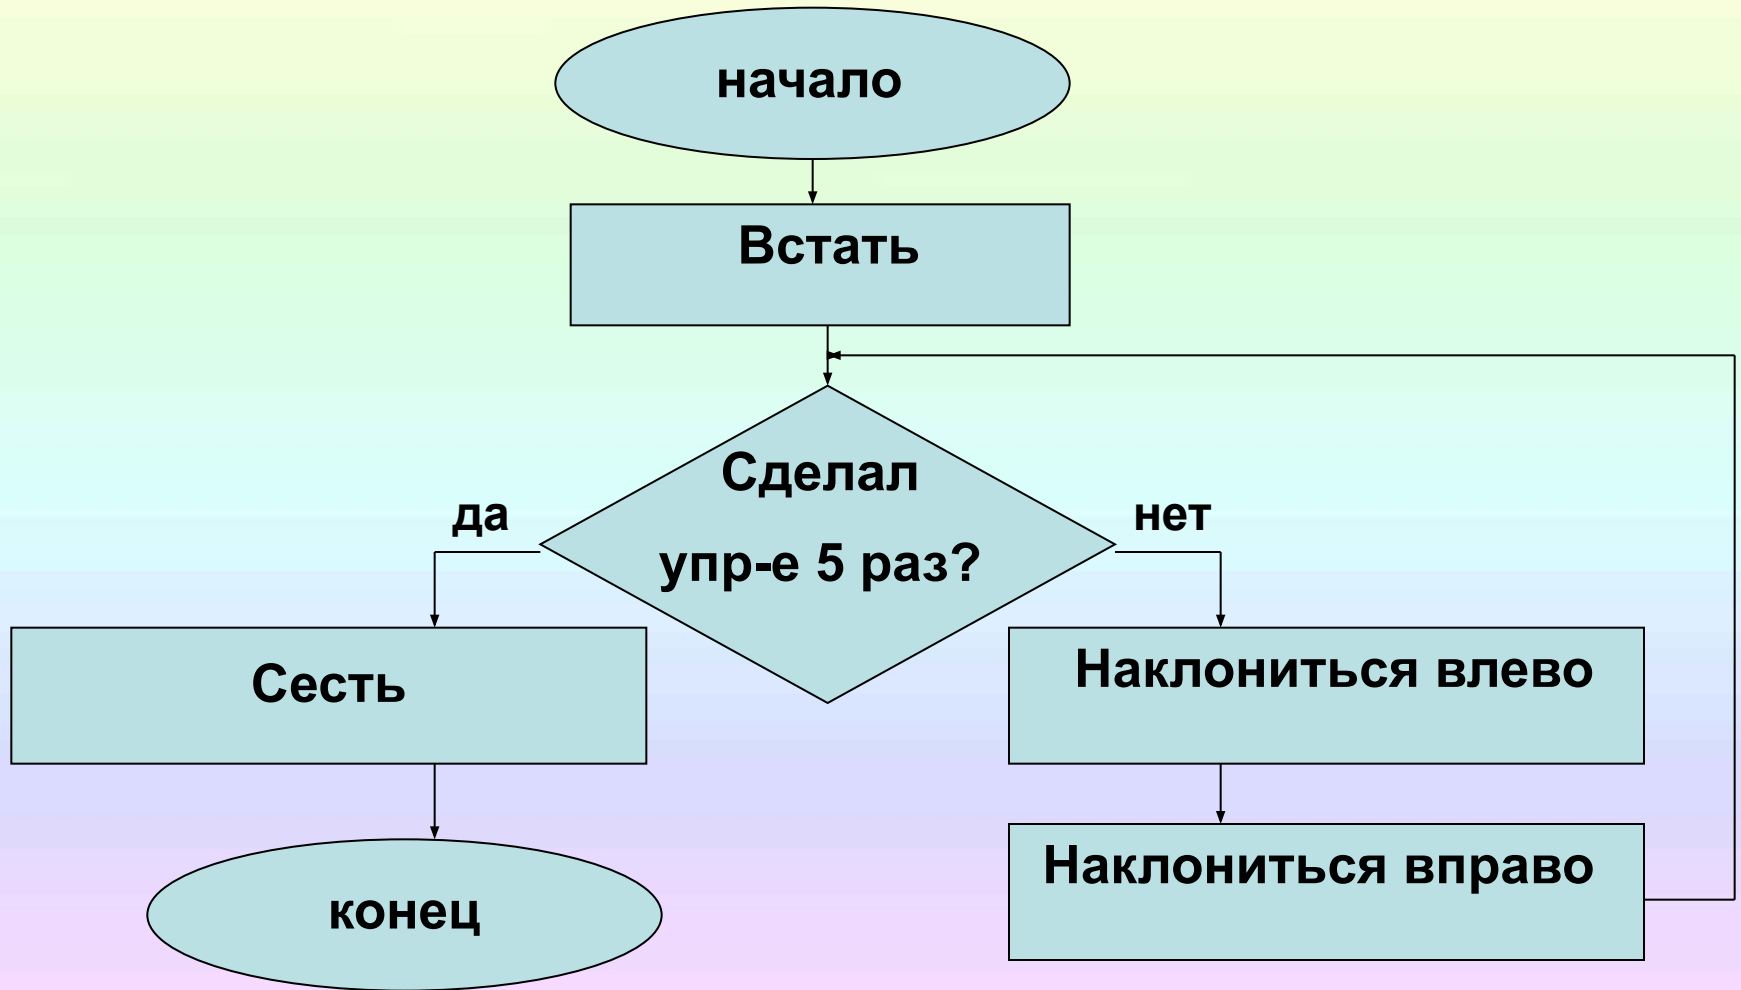 начало
Встать
Сделал
упр-е 5 раз?
да
нет
Сесть
Наклониться влево
Наклониться вправо
конец